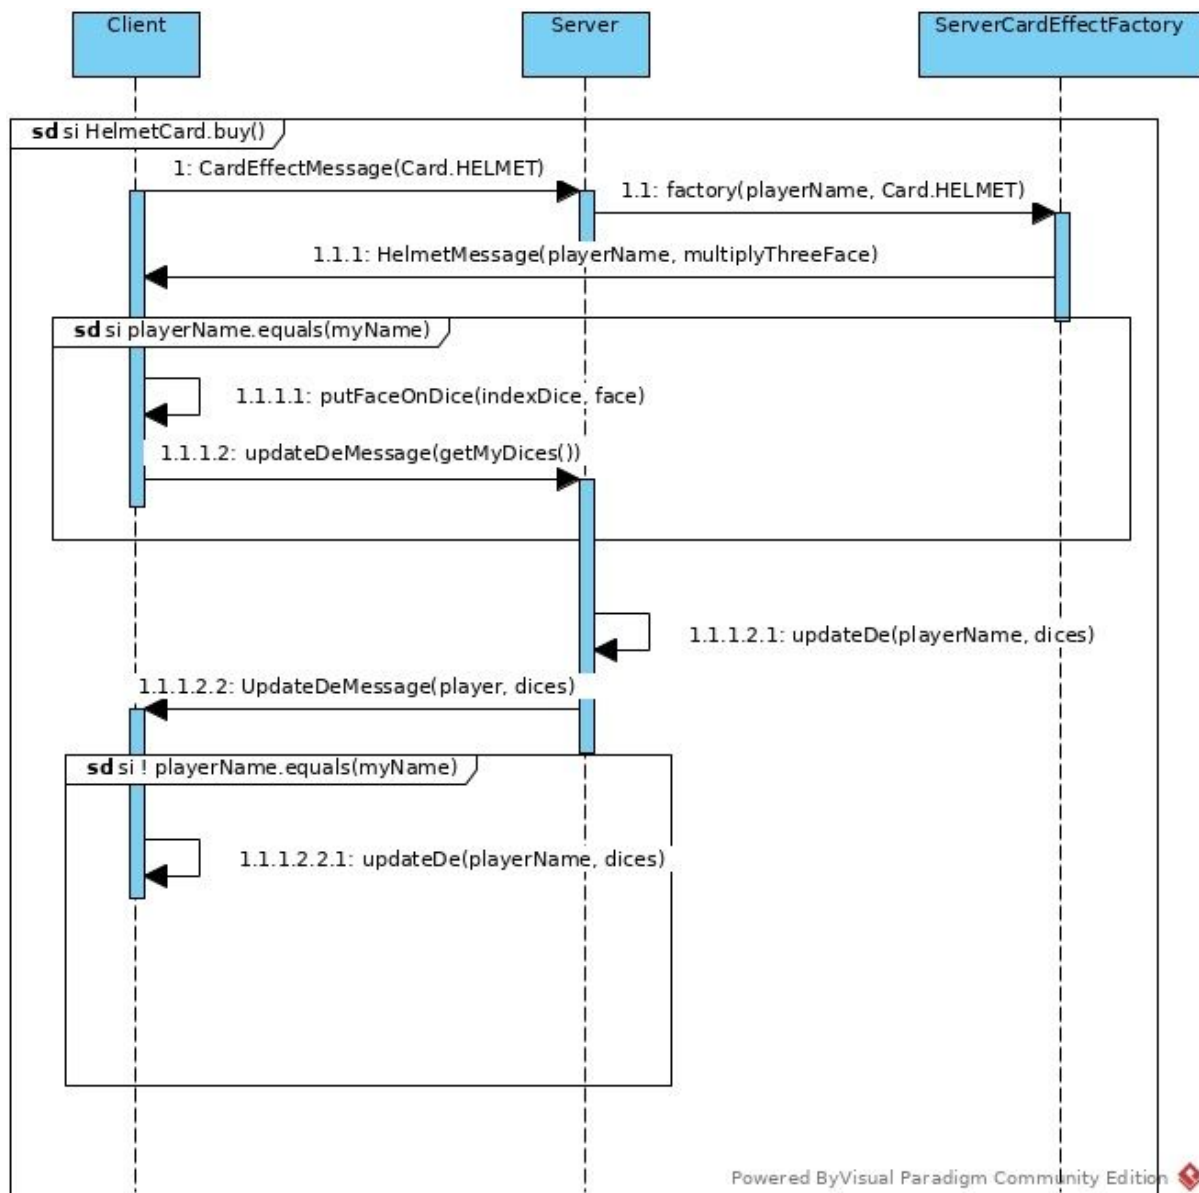 Client
Server
ServerCardEffectFactory
sd si HelmetCard.buy()
1: CardEffectMessage(Card.HELMET)
1.1: factory(playerName, Card.HELMET)
1.1.1: HelmetMessage(playerName, multiplyThreeFace)
sd si playerName.equals(myName)
1.1.1.1: putFaceOnDice(indexDice, face)
1.1.1.2: updateDeMessage(getMyDices())
1.1.1.2.1: updateDe(playerName, dices)
1.1.1.2.2: UpdateDeMessage(player, dices)
sd si ! playerName.equals(myName)
1.1.1.2.2.1: updateDe(playerName, dices)
Powered ByVisual Paradigm Community Edition